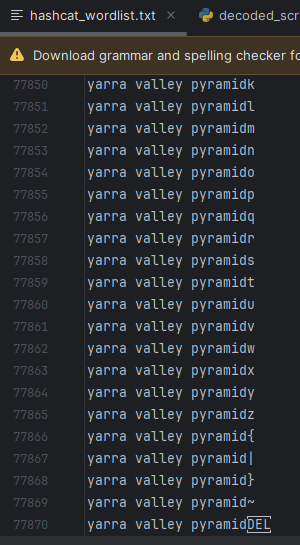 hashcat_wordlist.txt × decoded_scr
Download grammar and spelling checker fo
77850 yarra valley pyramidk
77851 yarra valley pyramidl
77852 yarra valley pyramidm
77853 yarra valley pyramidn
77854 yarra valley pyramido
77855 yarra valley pyramidp
77856 yarra valley pyramidq
77857 yarra valley pyramidr
77858 yarra valley pyramids
77859 yarra valley pyramidt
77860 yarra valley pyramidu
77861 yarra valley pyramidv
77862 yarra valley pyramidw
77863 yarra valley pyramidx
77864 yarra valley pyramidy
77865 yarra valley pyramidz
77866 yarra valley pyramid{
77867 yarra valley pyramid|
77868 yarra valley pyramid}
77869 yarra valley pyramid~
77870 yarra valley pyramidDEL